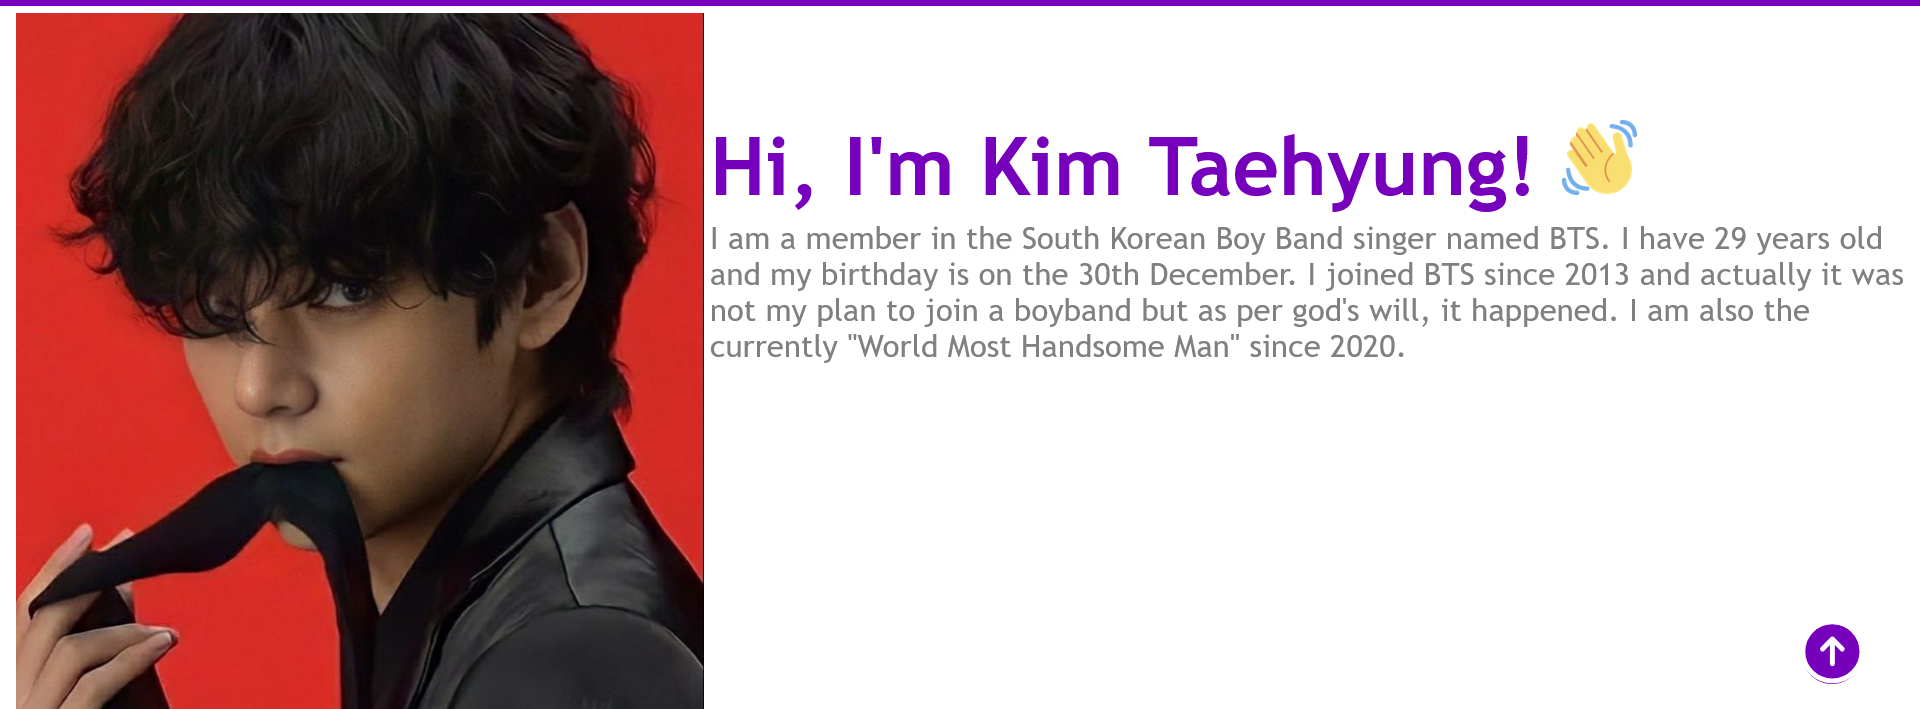 Hi, I'm Kim Taehyung! 👋
I am a member in the South Korean Boy Band singer named BTS. I have 29 years old
and my birthday is on the 30th December. I joined BTS since 2013 and actually it was
not my plan to join a boyband but as per god's will, it happened. I am also the
currently "World Most Handsome Man" since 2020.